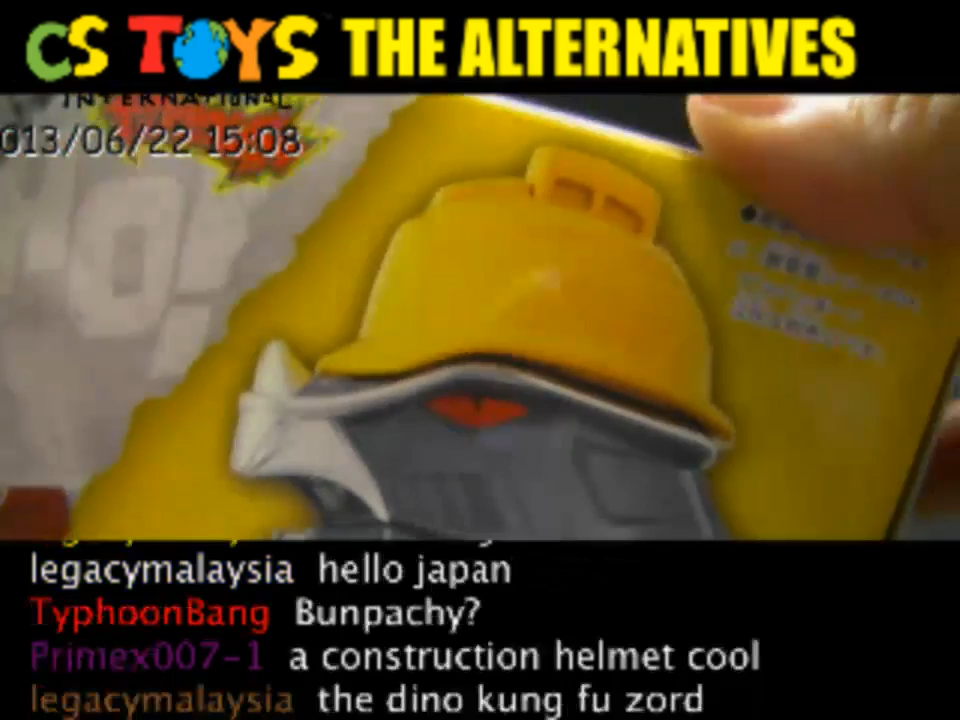 CS TOYS THE ALTERNATIVES
INTERNATIONAL
013/06/22 15:08
legacymalaysia hello japan
TyphoonBang Bunpachy?
Primex007-1 a construction helmet cool
legacymalaysia the dino kung fu zord